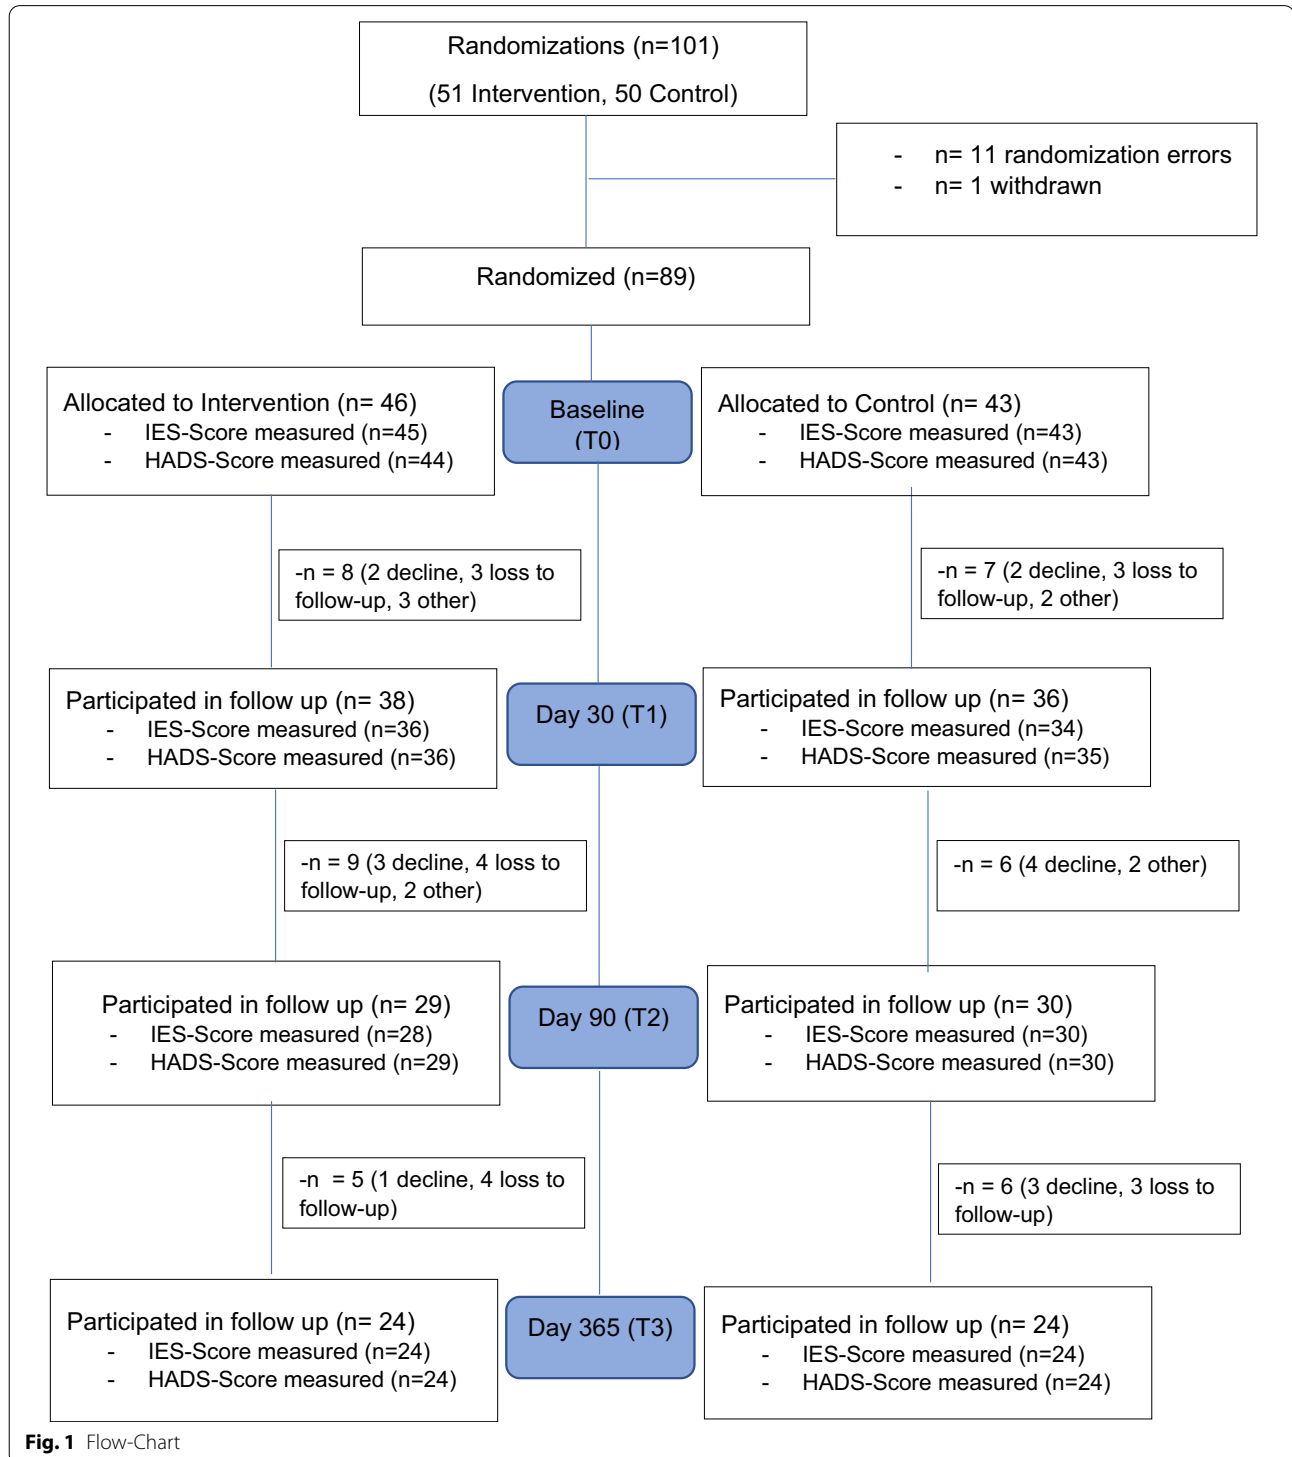 Randomizations (n=101)
(51 Intervention, 50 Control)
- n= 11 randomization errors
- n= 1 withdrawn
Randomized (n=89)
Allocated to Intervention (n= 46)
- IES-Score measured (n=45)
- HADS-Score measured (n=44)
Baseline
(T0)
Allocated to Control (n= 43)
- IES-Score measured (n=43)
- HADS-Score measured (n=43)
-n = 8 (2 decline, 3 loss to
follow-up, 3 other)
-n = 7 (2 decline, 3 loss to
follow-up, 2 other)
Participated in follow up (n= 38)
- IES-Score measured (n=36)
- HADS-Score measured (n=36)
Day 30 (T1)
Participated in follow up (n= 36)
- IES-Score measured (n=34)
- HADS-Score measured (n=35)
-n = 9 (3 decline, 4 loss to
follow-up, 2 other)
-n = 6 (4 decline, 2 other)
Participated in follow up (n= 29)
- IES-Score measured (n=28)
- HADS-Score measured (n=29)
Day 90 (T2)
Participated in follow up (n= 30)
- IES-Score measured (n=30)
- HADS-Score measured (n=30)
-n = 5 (1 decline, 4 loss to
follow-up)
-n = 6 (3 decline, 3 loss to
follow-up)
Participated in follow up (n= 24)
- IES-Score measured (n=24)
- HADS-Score measured (n=24)
Day 365 (T3)
Participated in follow up (n= 24)
- IES-Score measured (n=24)
- HADS-Score measured (n=24)
Fig. 1 Flow-Chart